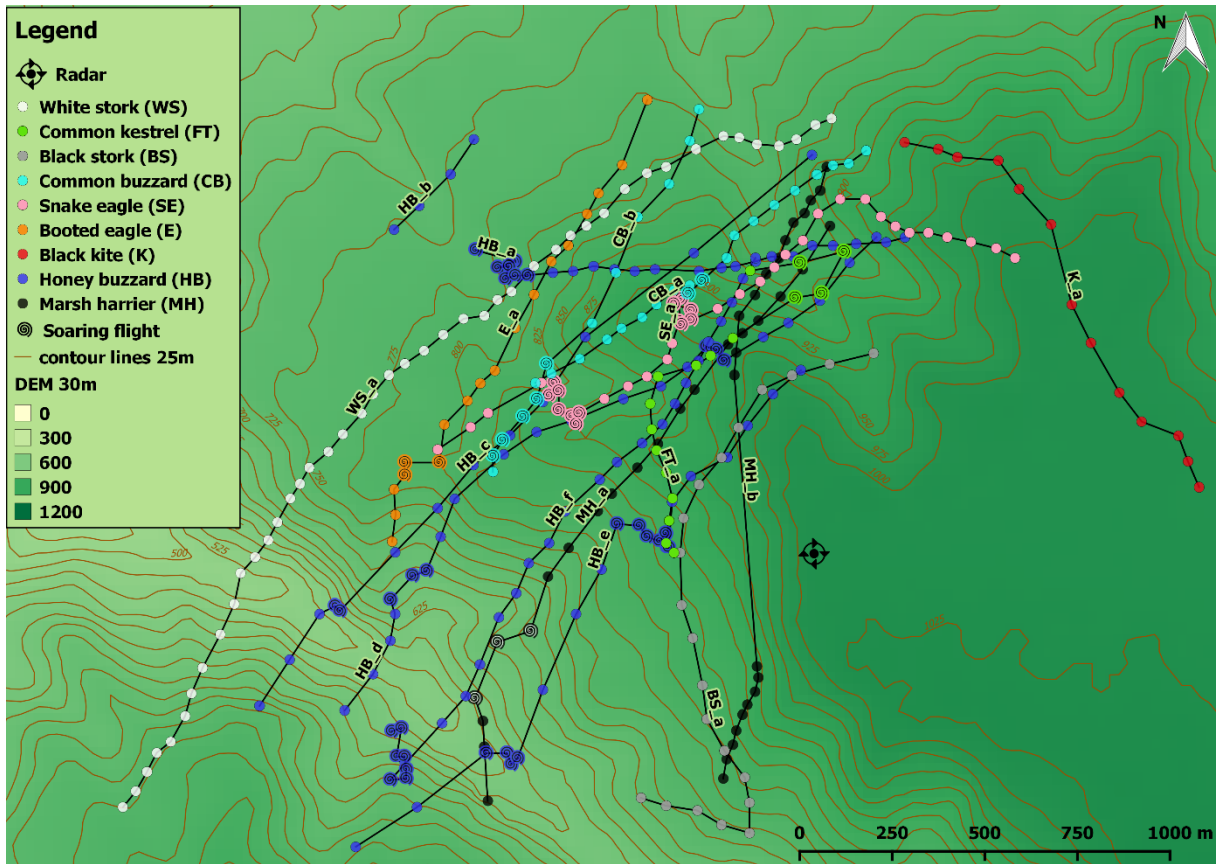 Legend
Radar
White stork (WS)
Common kestrel (FT)
Black stork (BS)
Common buzzard (CB)
Snake eagle (SE)
Booted eagle (E)
Black kite (K)
Honey buzzard (HB)
Marsh harrier (MH)
Soaring flight
contour lines 25m
DEM 30m
0
300
600
900
1200
N
HB_b
HB_a
CB_b
E_a
CB_a
SE_a
K_a
WS_a
HB_c
HB_f
MH_a
HB_e
FT_a
MH_b
HB_d
BS_a
775
800
825
850
875
900
925
950
975
1000
725
750
700
500
525
625
0 250 500 750 1000 m